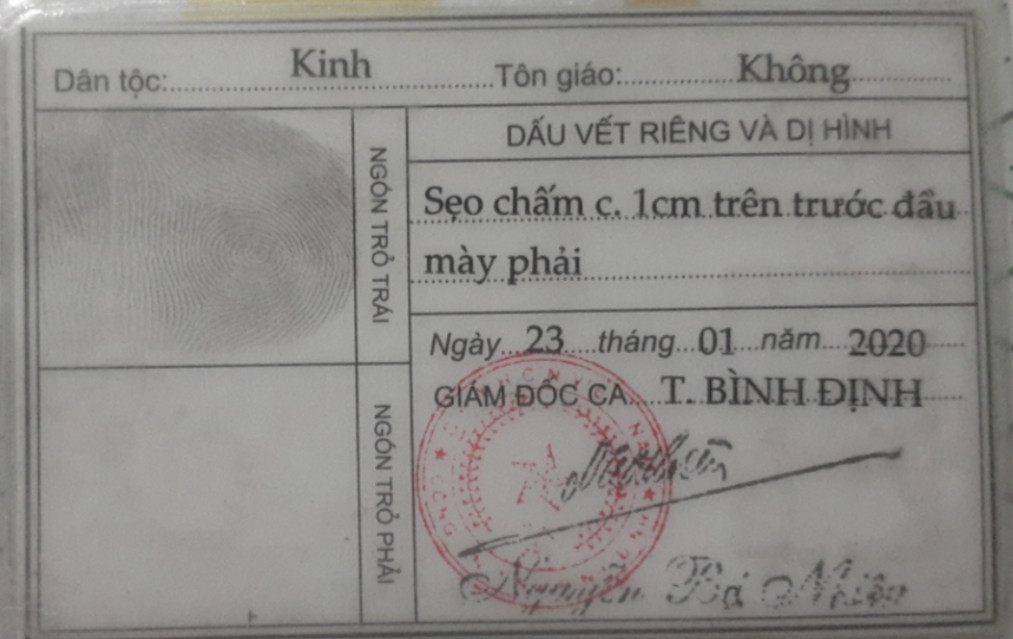 Dân tộc: Kinh Tôn giáo: Không
NGÓN TRỎ TRÁI
DẤU VẾT RIÊNG VÀ DỊ HÌNH
Sẹo chấm c. 1cm trên trước đầu
mày phải
Ngày 23 tháng 01 năm 2020
GIÁM ĐỐC CA. T. BÌNH ĐỊNH
NGÓN TRỎ PHẢI
Nguyễn Bá Nhiên